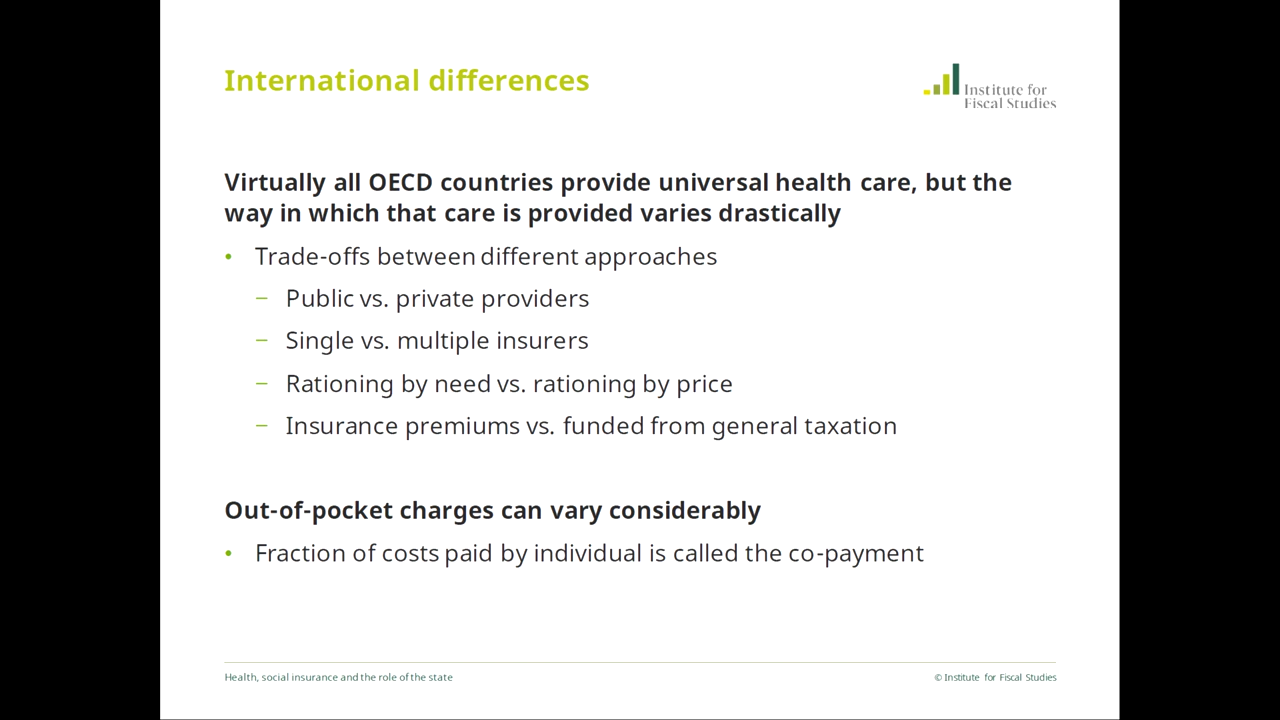 International differences
Institute for
Fiscal Studies
Virtually all OECD countries provide universal health care, but the
way in which that care is provided varies drastically
• Trade-offs between different approaches
– Public vs. private providers
– Single vs. multiple insurers
– Rationing by need vs. rationing by price
– Insurance premiums vs. funded from general taxation
Out-of-pocket charges can vary considerably
• Fraction of costs paid by individual is called the co-payment
Health, social insurance and the role of the state
© Institute for Fiscal Studies